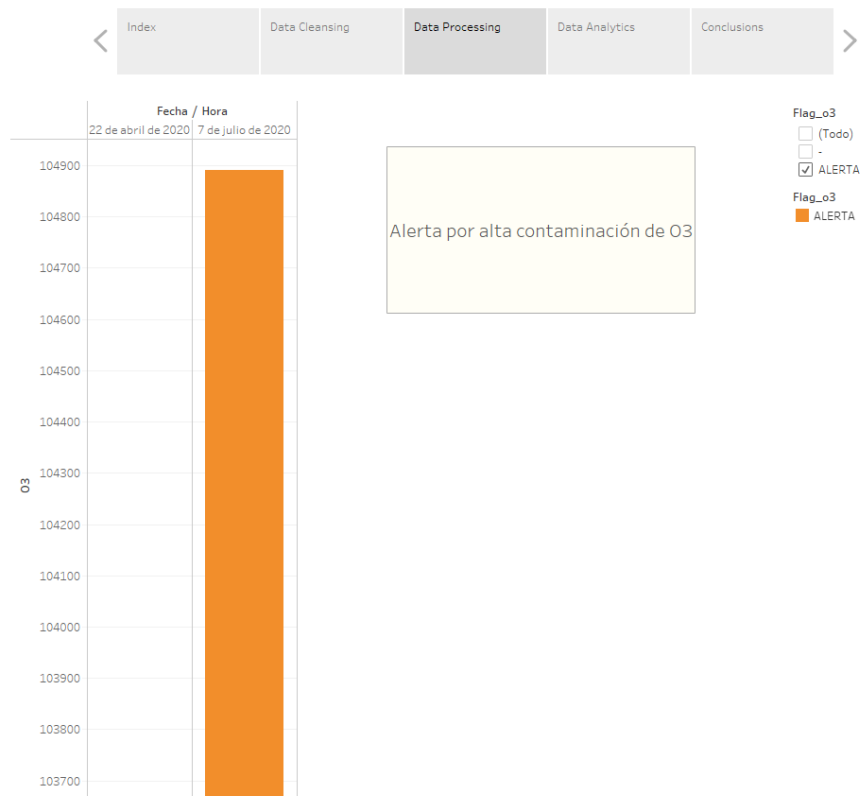 Index
Data Cleansing
Data Processing
Data Analytics
Conclusions
Fecha / Hora
22 de abril de 2020
7 de julio de 2020
104900
104800
104700
104600
104500
104400
104300
104200
104100
104000
103900
103800
103700
O3
Alerta por alta contaminación de O3
Flag_o3
(Todo)
-
ALERTA
Flag_o3
ALERTA